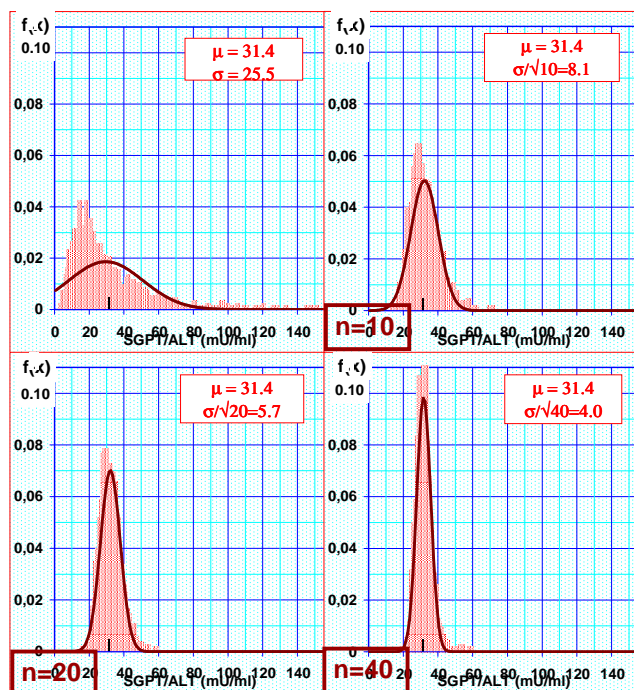 f(x)
0.10
μ = 31.4
σ = 25.5
0,08
0,06
0,04
0,02
0
0 20 40 60 80 100 120 140
SGPT/ALT (mU/ml)
f(x)
0.10
μ = 31.4
σ/√10=8.1
0,08
0,06
0,04
0,02
0
20 40 60 80 100 120 140
SGPT/ALT (mU/ml)
n=10
f(x)
0.10
μ = 31.4
σ/√20=5.7
0,08
0,06
0,04
0,02
0
20 40 60 80 100 120 140
SGPT/ALT (mU/ml)
n=20
f(x)
0.10
μ = 31.4
σ/√40=4.0
0,08
0,06
0,04
0,02
0
20 40 60 80 100 120 140
SGPT/ALT (mU/ml)
n=40